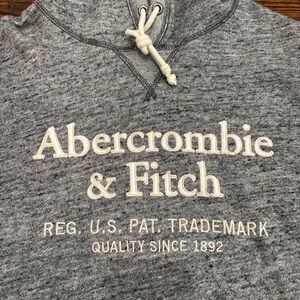 Abercrombie
& Fitch
REG. U.S. PAT. TRADEMARK
QUALITY SINCE 1892